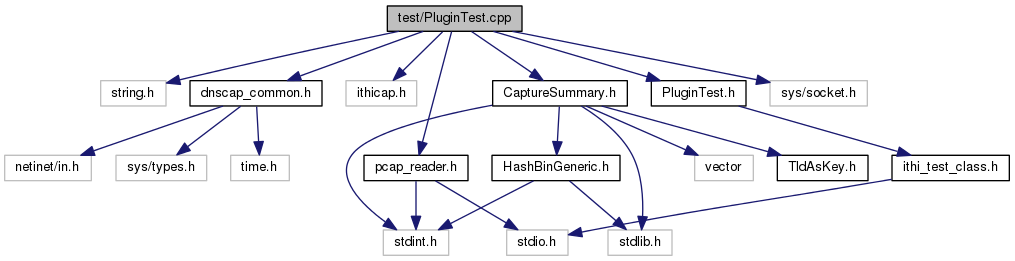 test/PluginTest.cpp
string.h
dnscap_common.h
ithicap.h
CaptureSummary.h
PluginTest.h
sys/socket.h
netinet/in.h
sys/types.h
time.h
pcap_reader.h
HashBinGeneric.h
vector
TldAsKey.h
ithi_test_class.h
stdint.h
stdio.h
stdlib.h